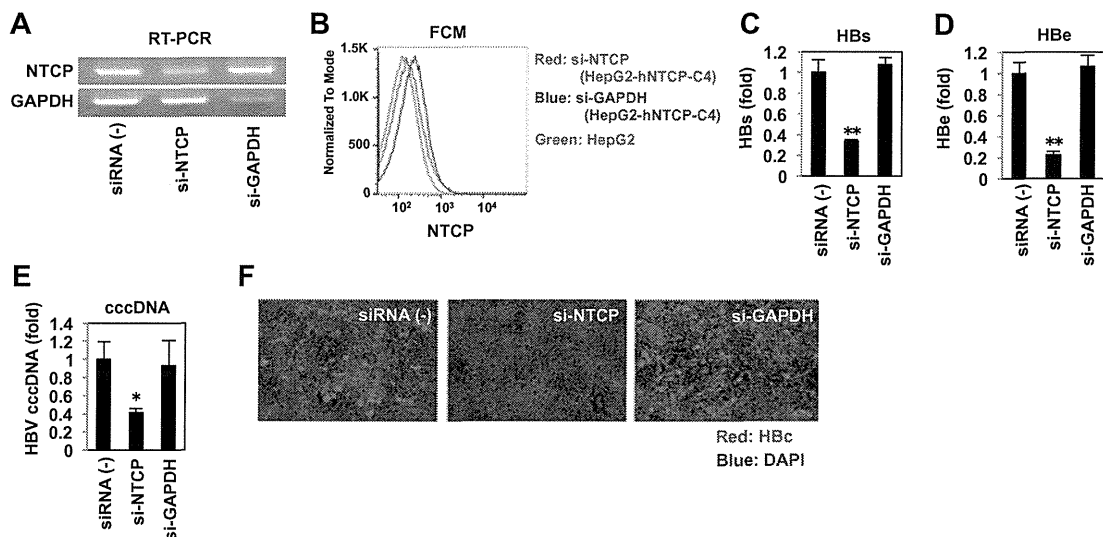 A
RT-PCR
NTCP
GAPDH
siRNA (-)
si-NTCP
si-GAPDH
B
FCM
Normalized To Mode
1.5K
1.0K
500
0
10²
10³
10⁴
NTCP
Red: si-NTCP
(HepG2-hNTCP-C4)
Blue: si-GAPDH
(HepG2-hNTCP-C4)
Green: HepG2
C
HBs
HBs (fold)
1.2
1
0.8
0.6
0.4
0.2
0
**
siRNA (-)
si-NTCP
si-GAPDH
D
HBe
HBe (fold)
1.2
1
0.8
0.6
0.4
0.2
0
**
siRNA (-)
si-NTCP
si-GAPDH
E
cccDNA
HBV cccDNA (fold)
1.4
1.2
1
0.8
0.6
0.4
0.2
0
*
siRNA (-)
si-NTCP
si-GAPDH
F
siRNA (-)
si-NTCP
si-GAPDH
Red: HBc
Blue: DAPI